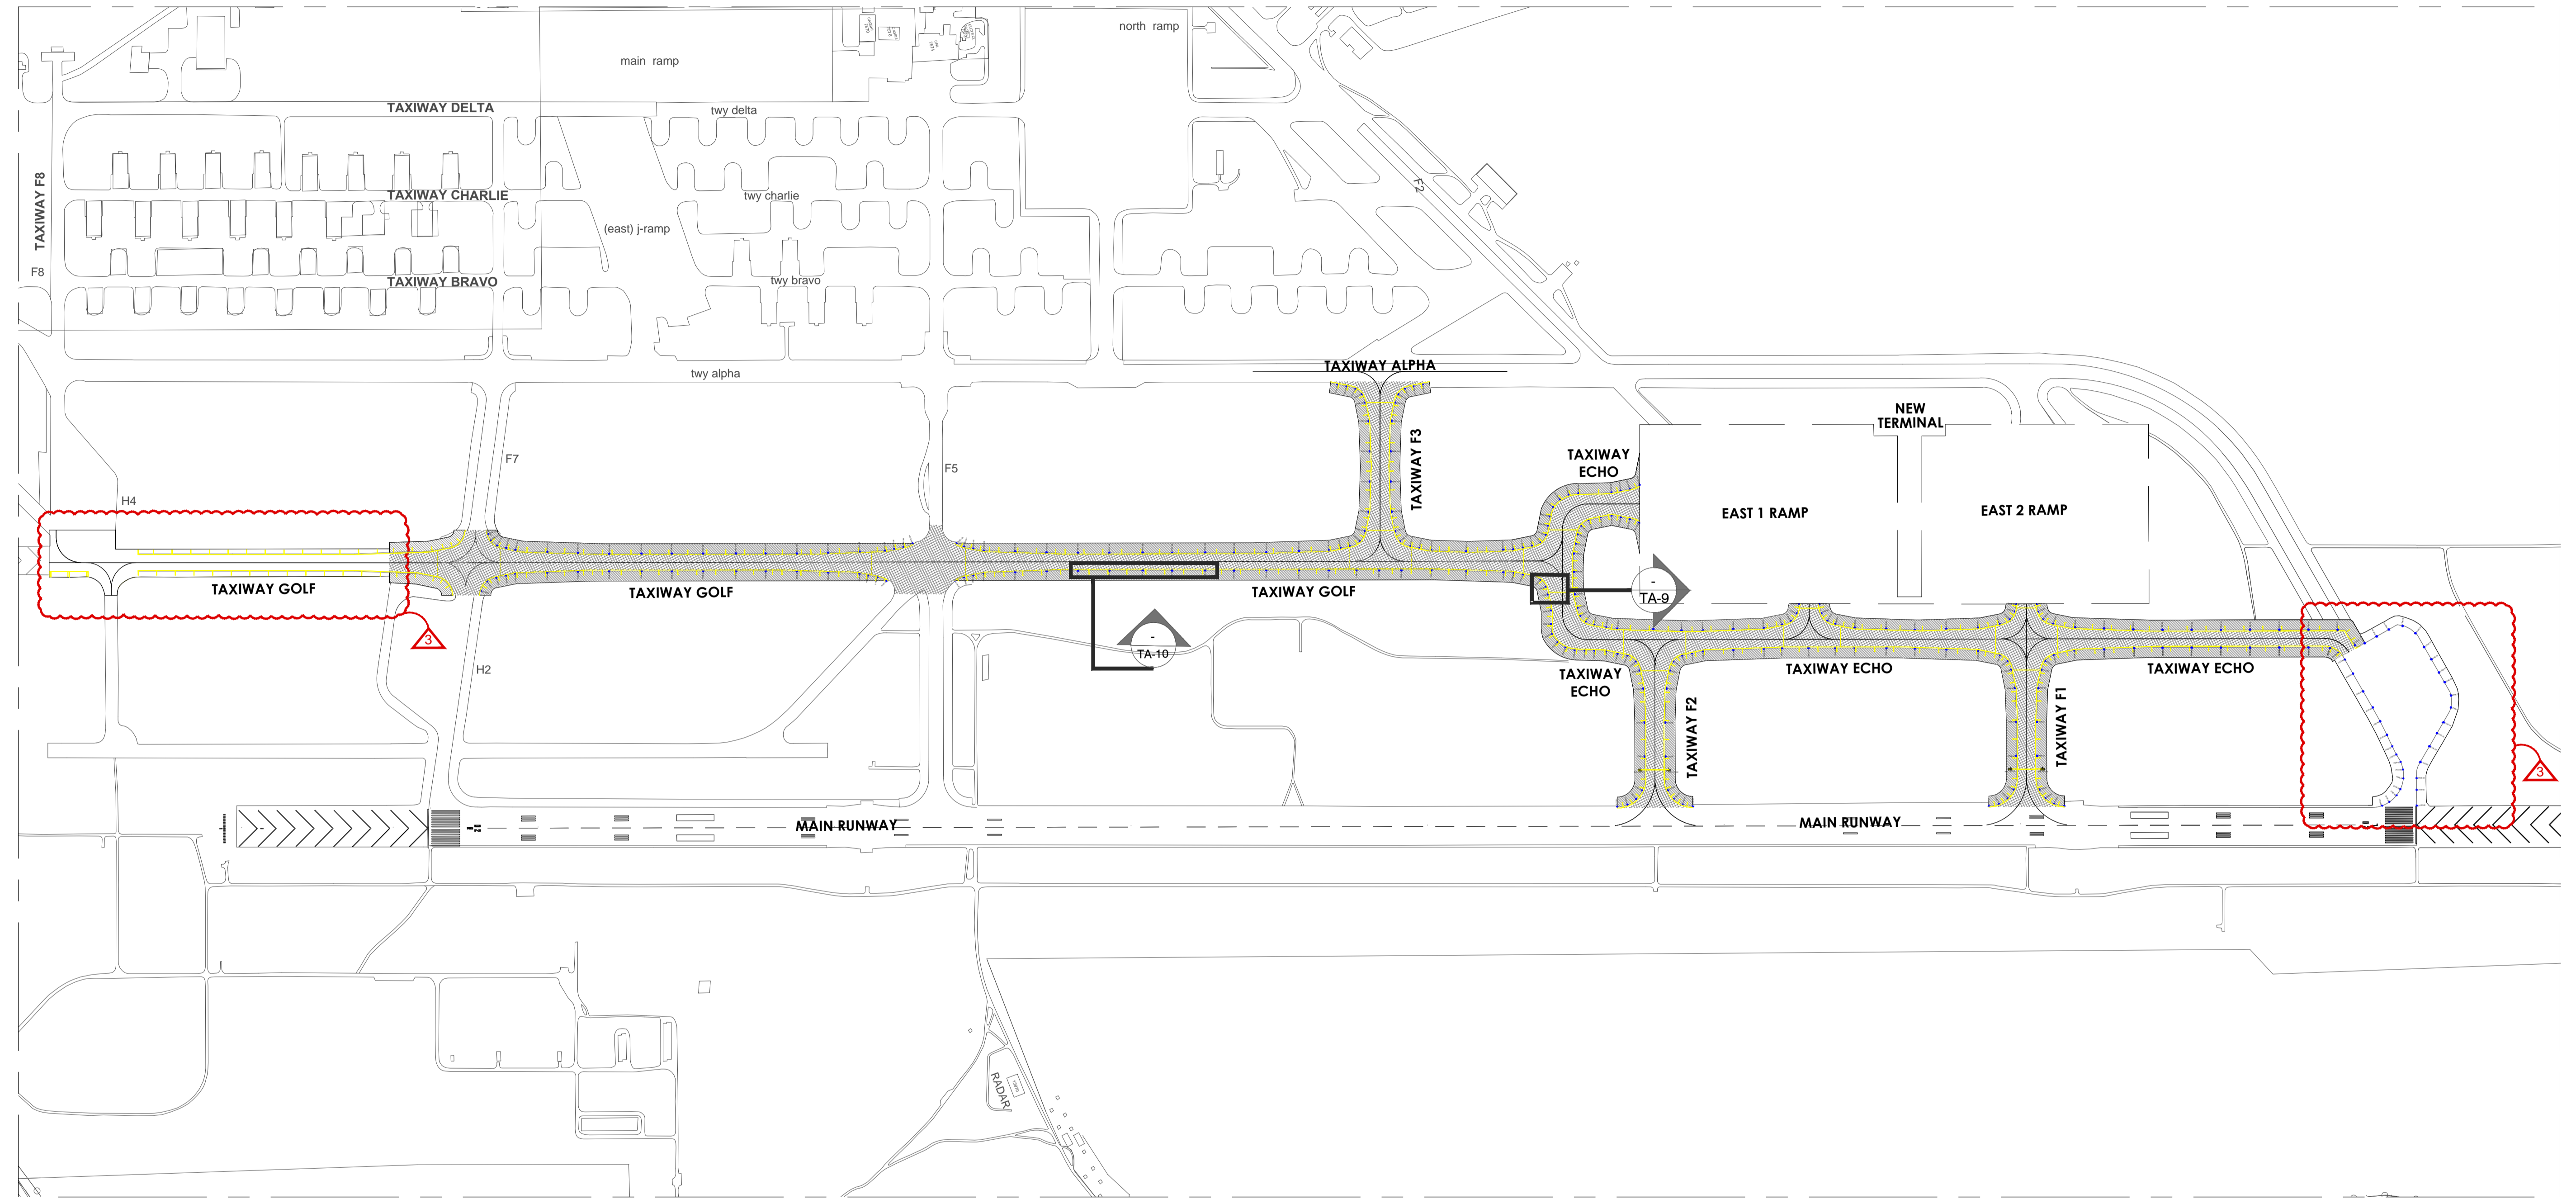 north ramp
main ramp
TAXIWAY DELTA
twy delta
TAXIWAY F8
TAXIWAY CHARLIE
twy charlie
F2
(east) j-ramp
F8
TAXIWAY BRAVO
twy bravo
twy alpha
TAXIWAY ALPHA
NEW
TERMINAL
F7
F5
TAXIWAY F3
TAXIWAY
ECHO
H4
EAST 1 RAMP
EAST 2 RAMP
TAXIWAY GOLF
TAXIWAY GOLF
TAXIWAY GOLF
-
TA-9
3
-
TA-10
H2
TAXIWAY
ECHO
TAXIWAY ECHO
TAXIWAY ECHO
TAXIWAY F2
TAXIWAY F1
3
MAIN RUNWAY
MAIN RUNWAY
RADAR